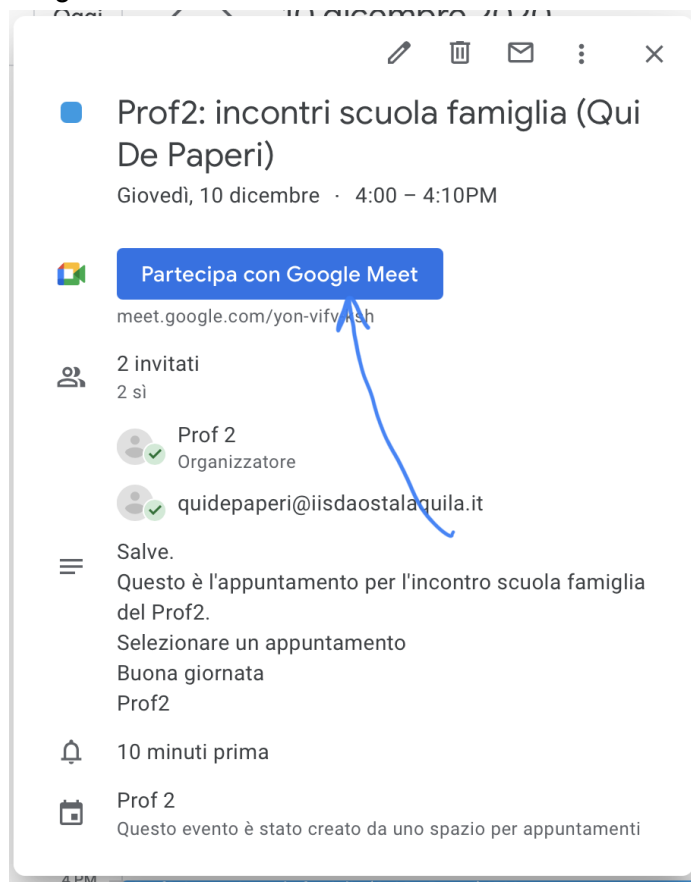 Prof2: incontri scuola famiglia (Qui
De Paperi)
Giovedì, 10 dicembre · 4:00 – 4:10PM
Partecipa con Google Meet
2 invitati
2 sì
Prof 2
Organizzatore
quidepaperi@iisdaostalaquila.it
Salve.
Questo è l'appuntamento per l'incontro scuola famiglia
del Prof2.
Selezionare un appuntamento
Buona giornata
Prof2
10 minuti prima
Prof 2
Questo evento è stato creato da uno spazio per appuntamenti
4 PM